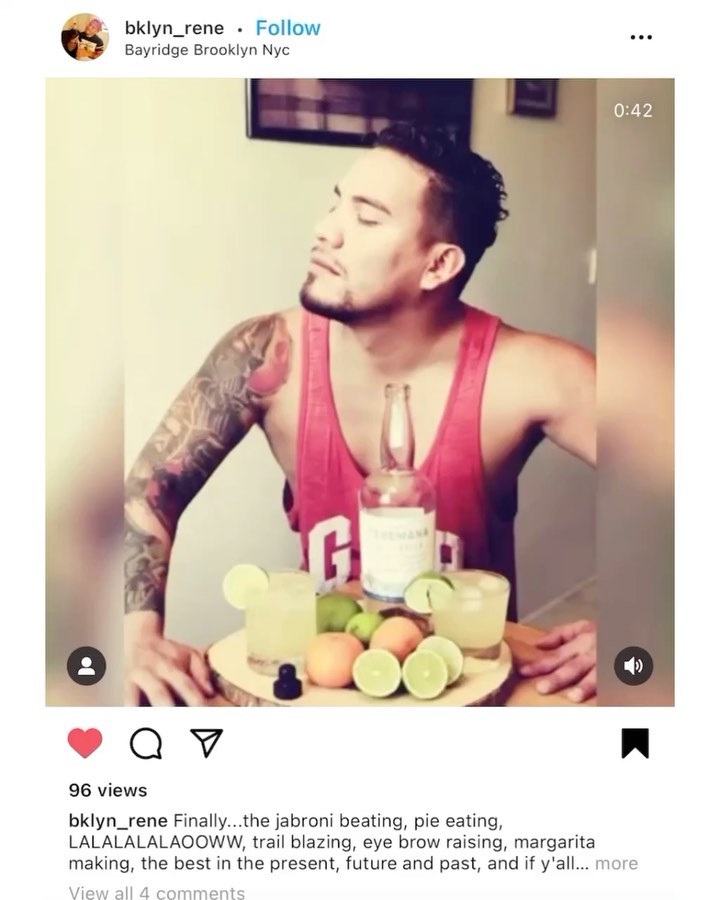 bklyn_rene • Follow
Bayridge Brooklyn Nyc
0:42
G
96 views
bklyn_rene Finally...the jabroni beating, pie eating,
LALALALALAOOWW, trail blazing, eye brow raising, margarita
making, the best in the present, future and past, and if y'all... more
View all 4 comments